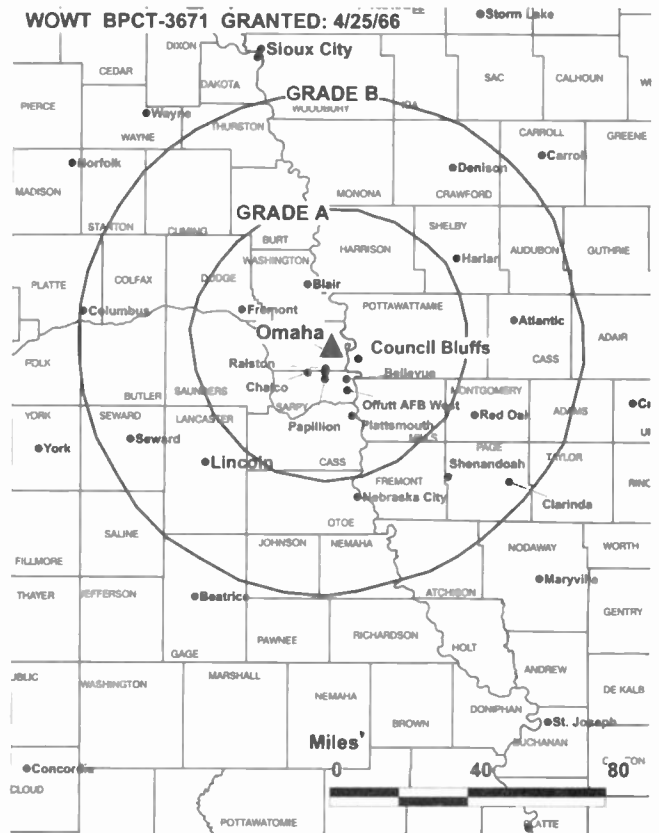 WOWT BPCT-3671 GRANTED: 4/25/66
Storm Lake
DIXON
Sioux City
CEDAR
DAKOTA
SAC
CALHOUN
PIERCE
GRADE B
WOODBURY
IDA
Wayne
WAYNE
THURSTON
CARROLL
GREENE
Norfolk
Denison
Carroll
MADISON
MONONA
CRAWFORD
STANTON
CUMING
GRADE A
BURT
HARRISON
SHELBY
AUDUBON
GUTHRIE
WASHINGTON
Harlan
PLATTE
COLFAX
DODGE
Blair
POTTAWATTAMIE
Columbus
Fremont
Atlantic
ADAIR
Omaha
Council Bluffs
CASS
POLK
Ralston
Bellevue
Chalco
BUTLER
SAUNDERS
MONTGOMERY
SARPY
Offutt AFB West
YORK
SEWARD
LANCASTER
Papillion
Plattsmouth
Red Oak
ADAMS
MILLS
York
Seward
PAGE
Lincoln
CASS
Shenandoah
TAYLOR
FREMONT
Nebraska City
Clarinda
OTOE
SALINE
FILLMORE
JOHNSON
NEMAHA
NODAWAY
WORTH
Maryville
THAYER
JEFFERSON
Beatrice
ATCHISON
GENTRY
PAWNEE
RICHARDSON
HOLT
GAGE
ANDREW
WASHINGTON
MARSHALL
NEMAHA
DE KALB
DONIPHAN
BROWN
St. Joseph
BUCHANAN
Miles
Concordia
0 40 80
CLOUD
POTTAWATOMIE
PLATTE